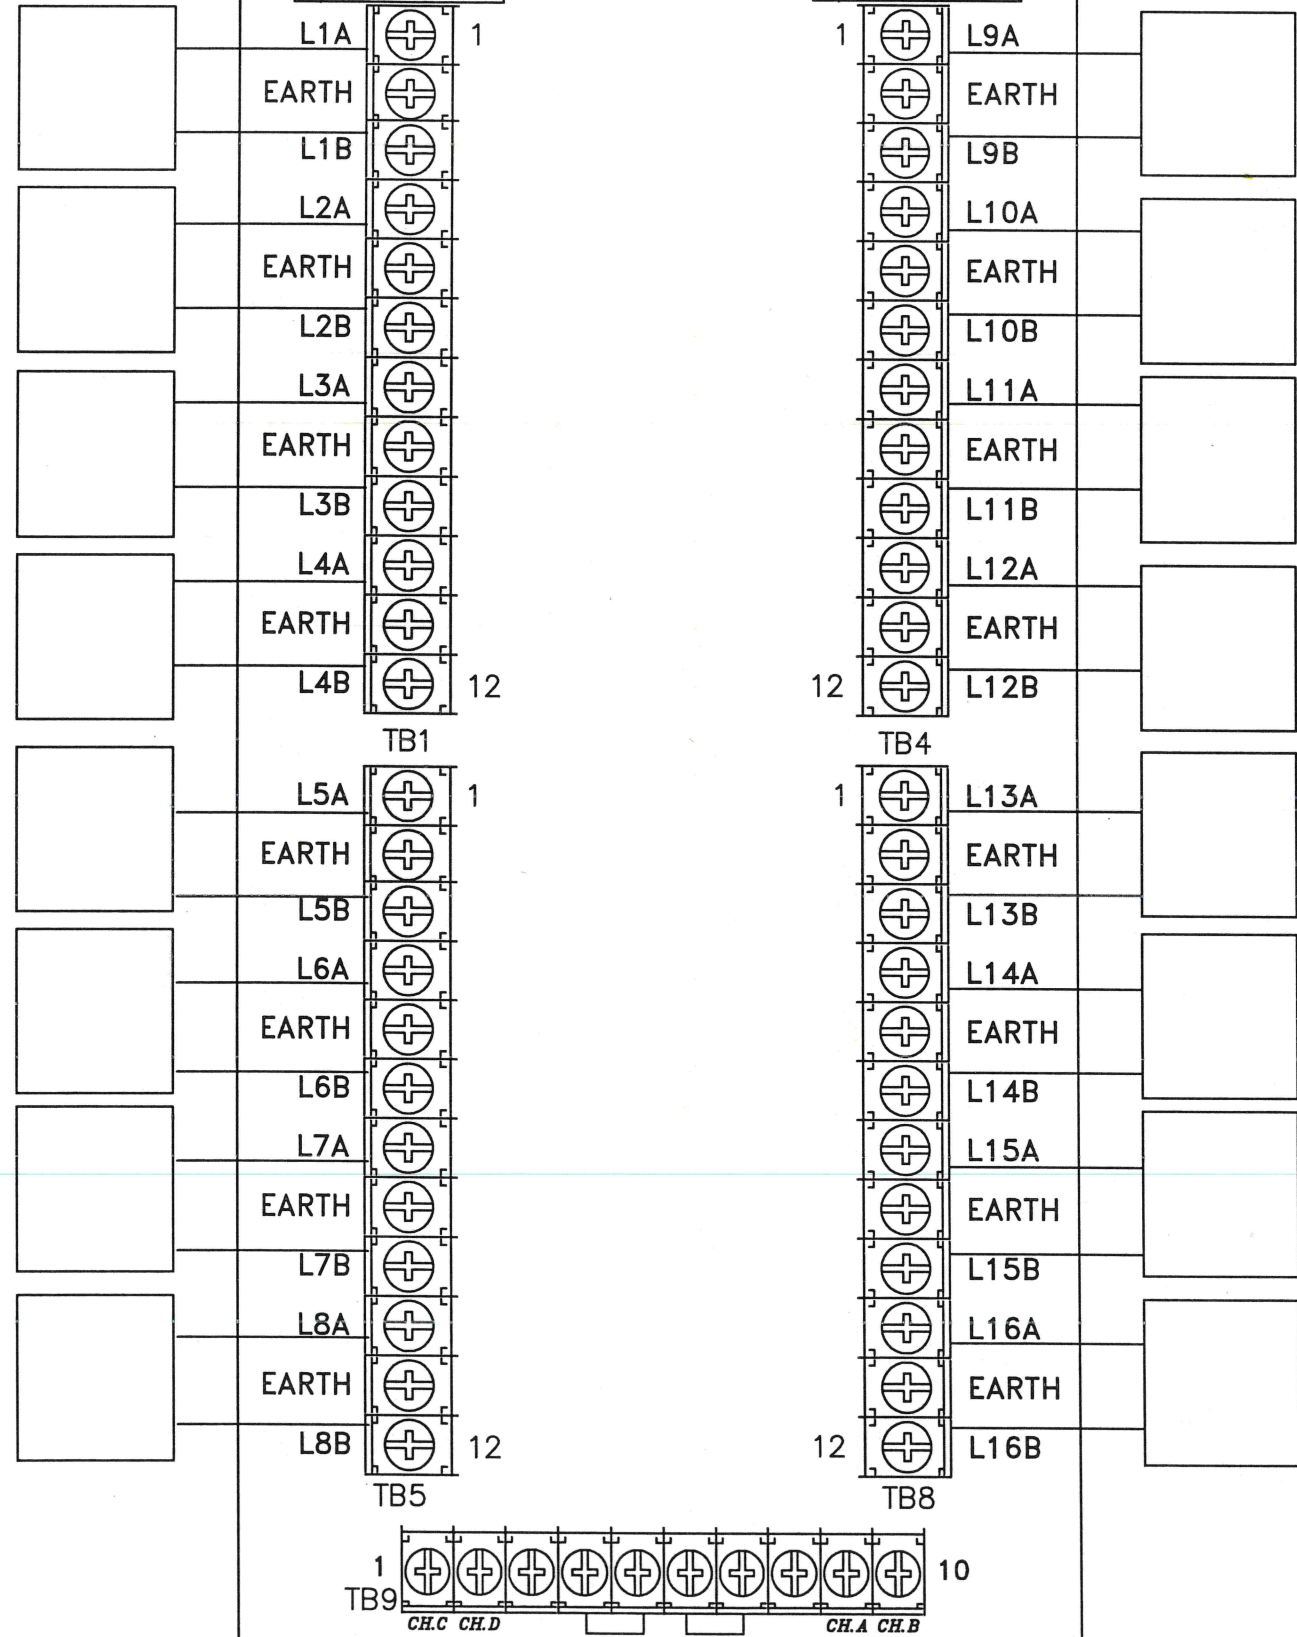 L1A 1
EARTH
L1B
L2A
EARTH
L2B
L3A
EARTH
L3B
L4A
EARTH
L4B 12
TB1
L5A 1
EARTH
L5B
L6A
EARTH
L6B
L7A
EARTH
L7B
L8A
EARTH
L8B 12
TB5
1 L9A
EARTH
L9B
L10A
EARTH
L10B
L11A
EARTH
L11B
L12A
EARTH
12 L12B
TB4
1 L13A
EARTH
L13B
L14A
EARTH
L14B
L15A
EARTH
L15B
L16A
EARTH
12 L16B
TB8
1 10
TB9
CH.C CH.D CH.A CH.B